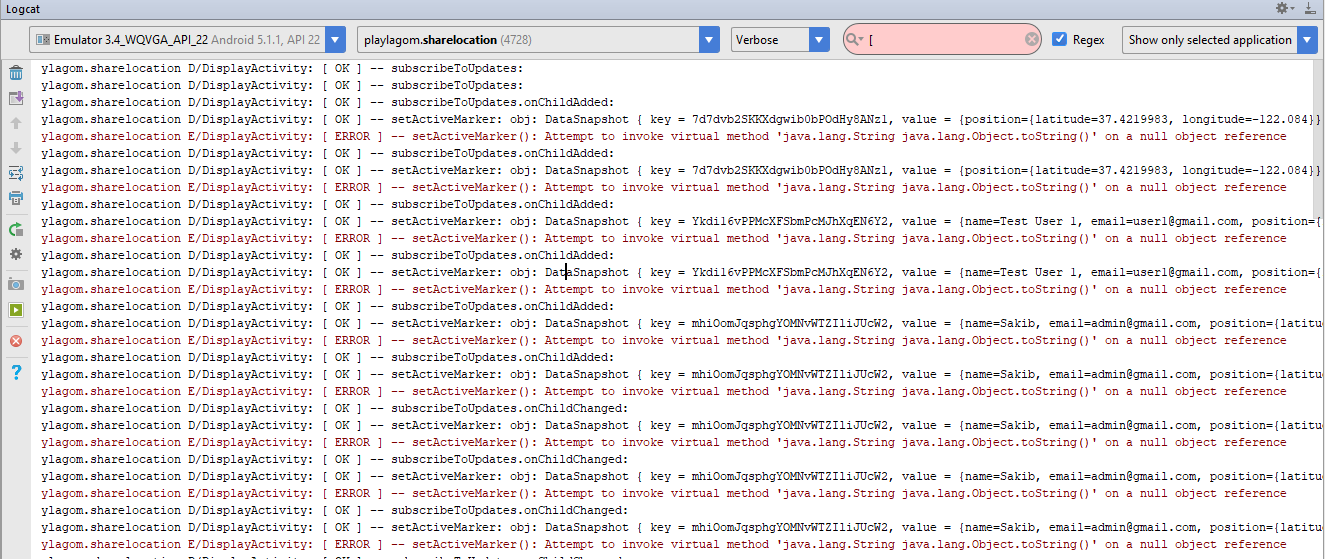 Logcat
Emulator 3.4_WQVGA_API_22 Android 5.1.1, API 22
playlagom.sharelocation (4728)
Verbose
[
Regex
Show only selected application
ylagom.sharelocation D/DisplayActivity: [ OK ] -- subscribeToUpdates:
ylagom.sharelocation D/DisplayActivity: [ OK ] -- subscribeToUpdates:
ylagom.sharelocation D/DisplayActivity: [ OK ] -- subscribeToUpdates.onChildAdded:
ylagom.sharelocation D/DisplayActivity: [ OK ] -- setActiveMarker: obj: DataSnapshot { key = 7d7dvb2SKKXdgwib0bPOdHy8ANz1, value = {position={latitude=37.4219983, longitude=-122.084}}
ylagom.sharelocation E/DisplayActivity: [ ERROR ] -- setActiveMarker(): Attempt to invoke virtual method 'java.lang.String java.lang.Object.toString()' on a null object reference
ylagom.sharelocation D/DisplayActivity: [ OK ] -- subscribeToUpdates.onChildAdded:
ylagom.sharelocation D/DisplayActivity: [ OK ] -- setActiveMarker: obj: DataSnapshot { key = 7d7dvb2SKKXdgwib0bPOdHy8ANz1, value = {position={latitude=37.4219983, longitude=-122.084}}
ylagom.sharelocation E/DisplayActivity: [ ERROR ] -- setActiveMarker(): Attempt to invoke virtual method 'java.lang.String java.lang.Object.toString()' on a null object reference
ylagom.sharelocation D/DisplayActivity: [ OK ] -- subscribeToUpdates.onChildAdded:
ylagom.sharelocation D/DisplayActivity: [ OK ] -- setActiveMarker: obj: DataSnapshot { key = Ykdil6vPPMcXFSbmPcMJhXqEN6Y2, value = {name=Test User 1, email=user1@gmail.com, position={
ylagom.sharelocation E/DisplayActivity: [ ERROR ] -- setActiveMarker(): Attempt to invoke virtual method 'java.lang.String java.lang.Object.toString()' on a null object reference
ylagom.sharelocation D/DisplayActivity: [ OK ] -- subscribeToUpdates.onChildAdded:
ylagom.sharelocation D/DisplayActivity: [ OK ] -- setActiveMarker: obj: DataSnapshot { key = Ykdil6vPPMcXFSbmPcMJhXqEN6Y2, value = {name=Test User 1, email=user1@gmail.com, position={
ylagom.sharelocation E/DisplayActivity: [ ERROR ] -- setActiveMarker(): Attempt to invoke virtual method 'java.lang.String java.lang.Object.toString()' on a null object reference
ylagom.sharelocation D/DisplayActivity: [ OK ] -- subscribeToUpdates.onChildAdded:
ylagom.sharelocation D/DisplayActivity: [ OK ] -- setActiveMarker: obj: DataSnapshot { key = mhiOomJqsphgYOMNvWTZIliJUcW2, value = {name=Sakib, email=admin@gmail.com, position={latitu
ylagom.sharelocation E/DisplayActivity: [ ERROR ] -- setActiveMarker(): Attempt to invoke virtual method 'java.lang.String java.lang.Object.toString()' on a null object reference
ylagom.sharelocation D/DisplayActivity: [ OK ] -- subscribeToUpdates.onChildAdded:
ylagom.sharelocation D/DisplayActivity: [ OK ] -- setActiveMarker: obj: DataSnapshot { key = mhiOomJqsphgYOMNvWTZIliJUcW2, value = {name=Sakib, email=admin@gmail.com, position={latitu
ylagom.sharelocation E/DisplayActivity: [ ERROR ] -- setActiveMarker(): Attempt to invoke virtual method 'java.lang.String java.lang.Object.toString()' on a null object reference
ylagom.sharelocation D/DisplayActivity: [ OK ] -- subscribeToUpdates.onChildChanged:
ylagom.sharelocation D/DisplayActivity: [ OK ] -- setActiveMarker: obj: DataSnapshot { key = mhiOomJqsphgYOMNvWTZIliJUcW2, value = {name=Sakib, email=admin@gmail.com, position={latitu
ylagom.sharelocation E/DisplayActivity: [ ERROR ] -- setActiveMarker(): Attempt to invoke virtual method 'java.lang.String java.lang.Object.toString()' on a null object reference
ylagom.sharelocation D/DisplayActivity: [ OK ] -- subscribeToUpdates.onChildChanged:
ylagom.sharelocation D/DisplayActivity: [ OK ] -- setActiveMarker: obj: DataSnapshot { key = mhiOomJqsphgYOMNvWTZIliJUcW2, value = {name=Sakib, email=admin@gmail.com, position={latitu
ylagom.sharelocation E/DisplayActivity: [ ERROR ] -- setActiveMarker(): Attempt to invoke virtual method 'java.lang.String java.lang.Object.toString()' on a null object reference
ylagom.sharelocation D/DisplayActivity: [ OK ] -- subscribeToUpdates.onChildChanged:
ylagom.sharelocation D/DisplayActivity: [ OK ] -- setActiveMarker: obj: DataSnapshot { key = mhiOomJqsphgYOMNvWTZIliJUcW2, value = {name=Sakib, email=admin@gmail.com, position={latitu
ylagom.sharelocation E/DisplayActivity: [ ERROR ] -- setActiveMarker(): Attempt to invoke virtual method 'java.lang.String java.lang.Object.toString()' on a null object reference